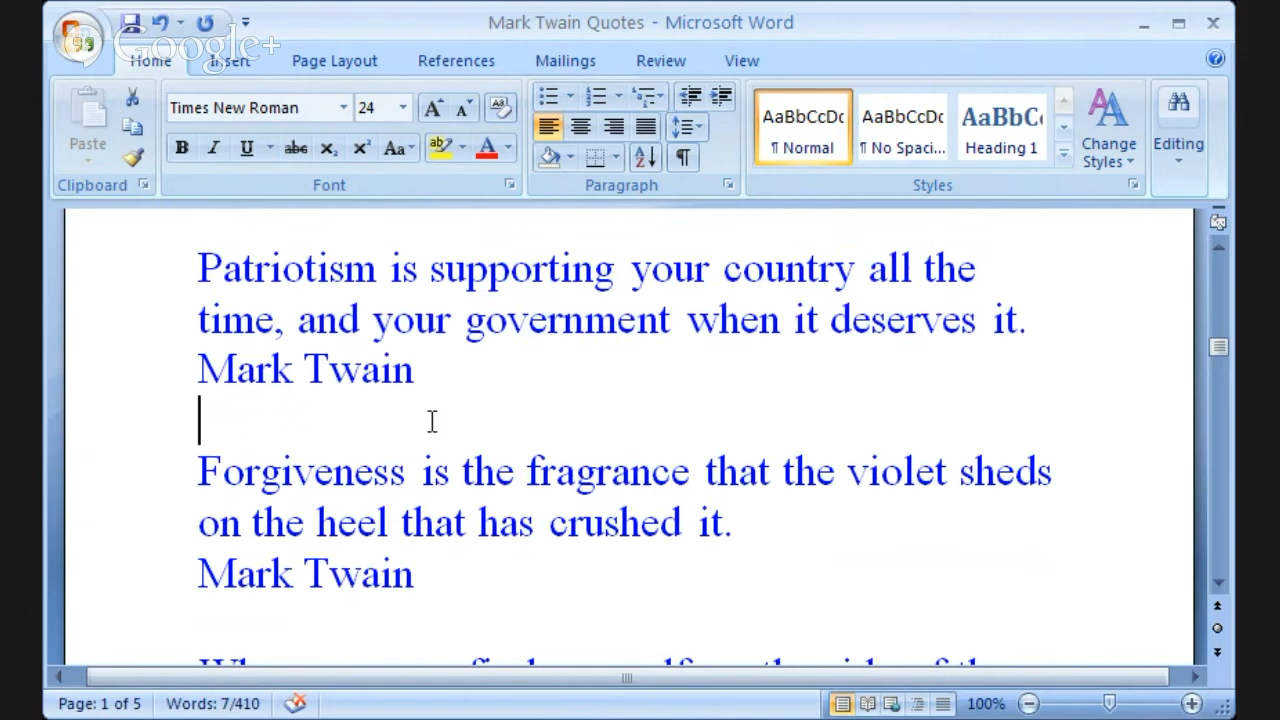 Mark Twain Quotes - Microsoft Word
Google+
Home Insert Page Layout References Mailings Review View
Times New Roman 24
AaBbCcDc AaBbCcDc AaBbC
Paste
¶ Normal ¶ No Spaci... Heading 1 Change Styles Editing
Clipboard Font Paragraph Styles
Patriotism is supporting your country all the
time, and your government when it deserves it.
Mark Twain
Forgiveness is the fragrance that the violet sheds
on the heel that has crushed it.
Mark Twain
Page: 1 of 5 Words: 7/410 100%